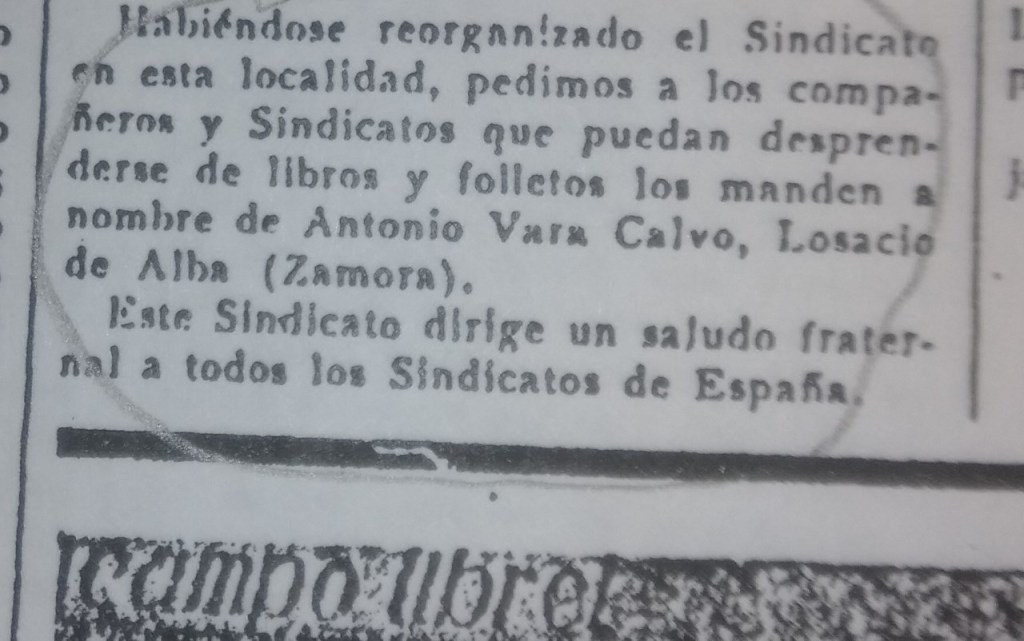 Habiéndose reorganizado el Sindicato
en esta localidad, pedimos a los compa-
ñeros y Sindicatos que puedan despren-
derse de libros y folletos los manden a
nombre de Antonio Vara Calvo, Losacio
de Alba (Zamora).
Este Sindicato dirige un saludo frater-
nal a todos los Sindicatos de España.
campo libre